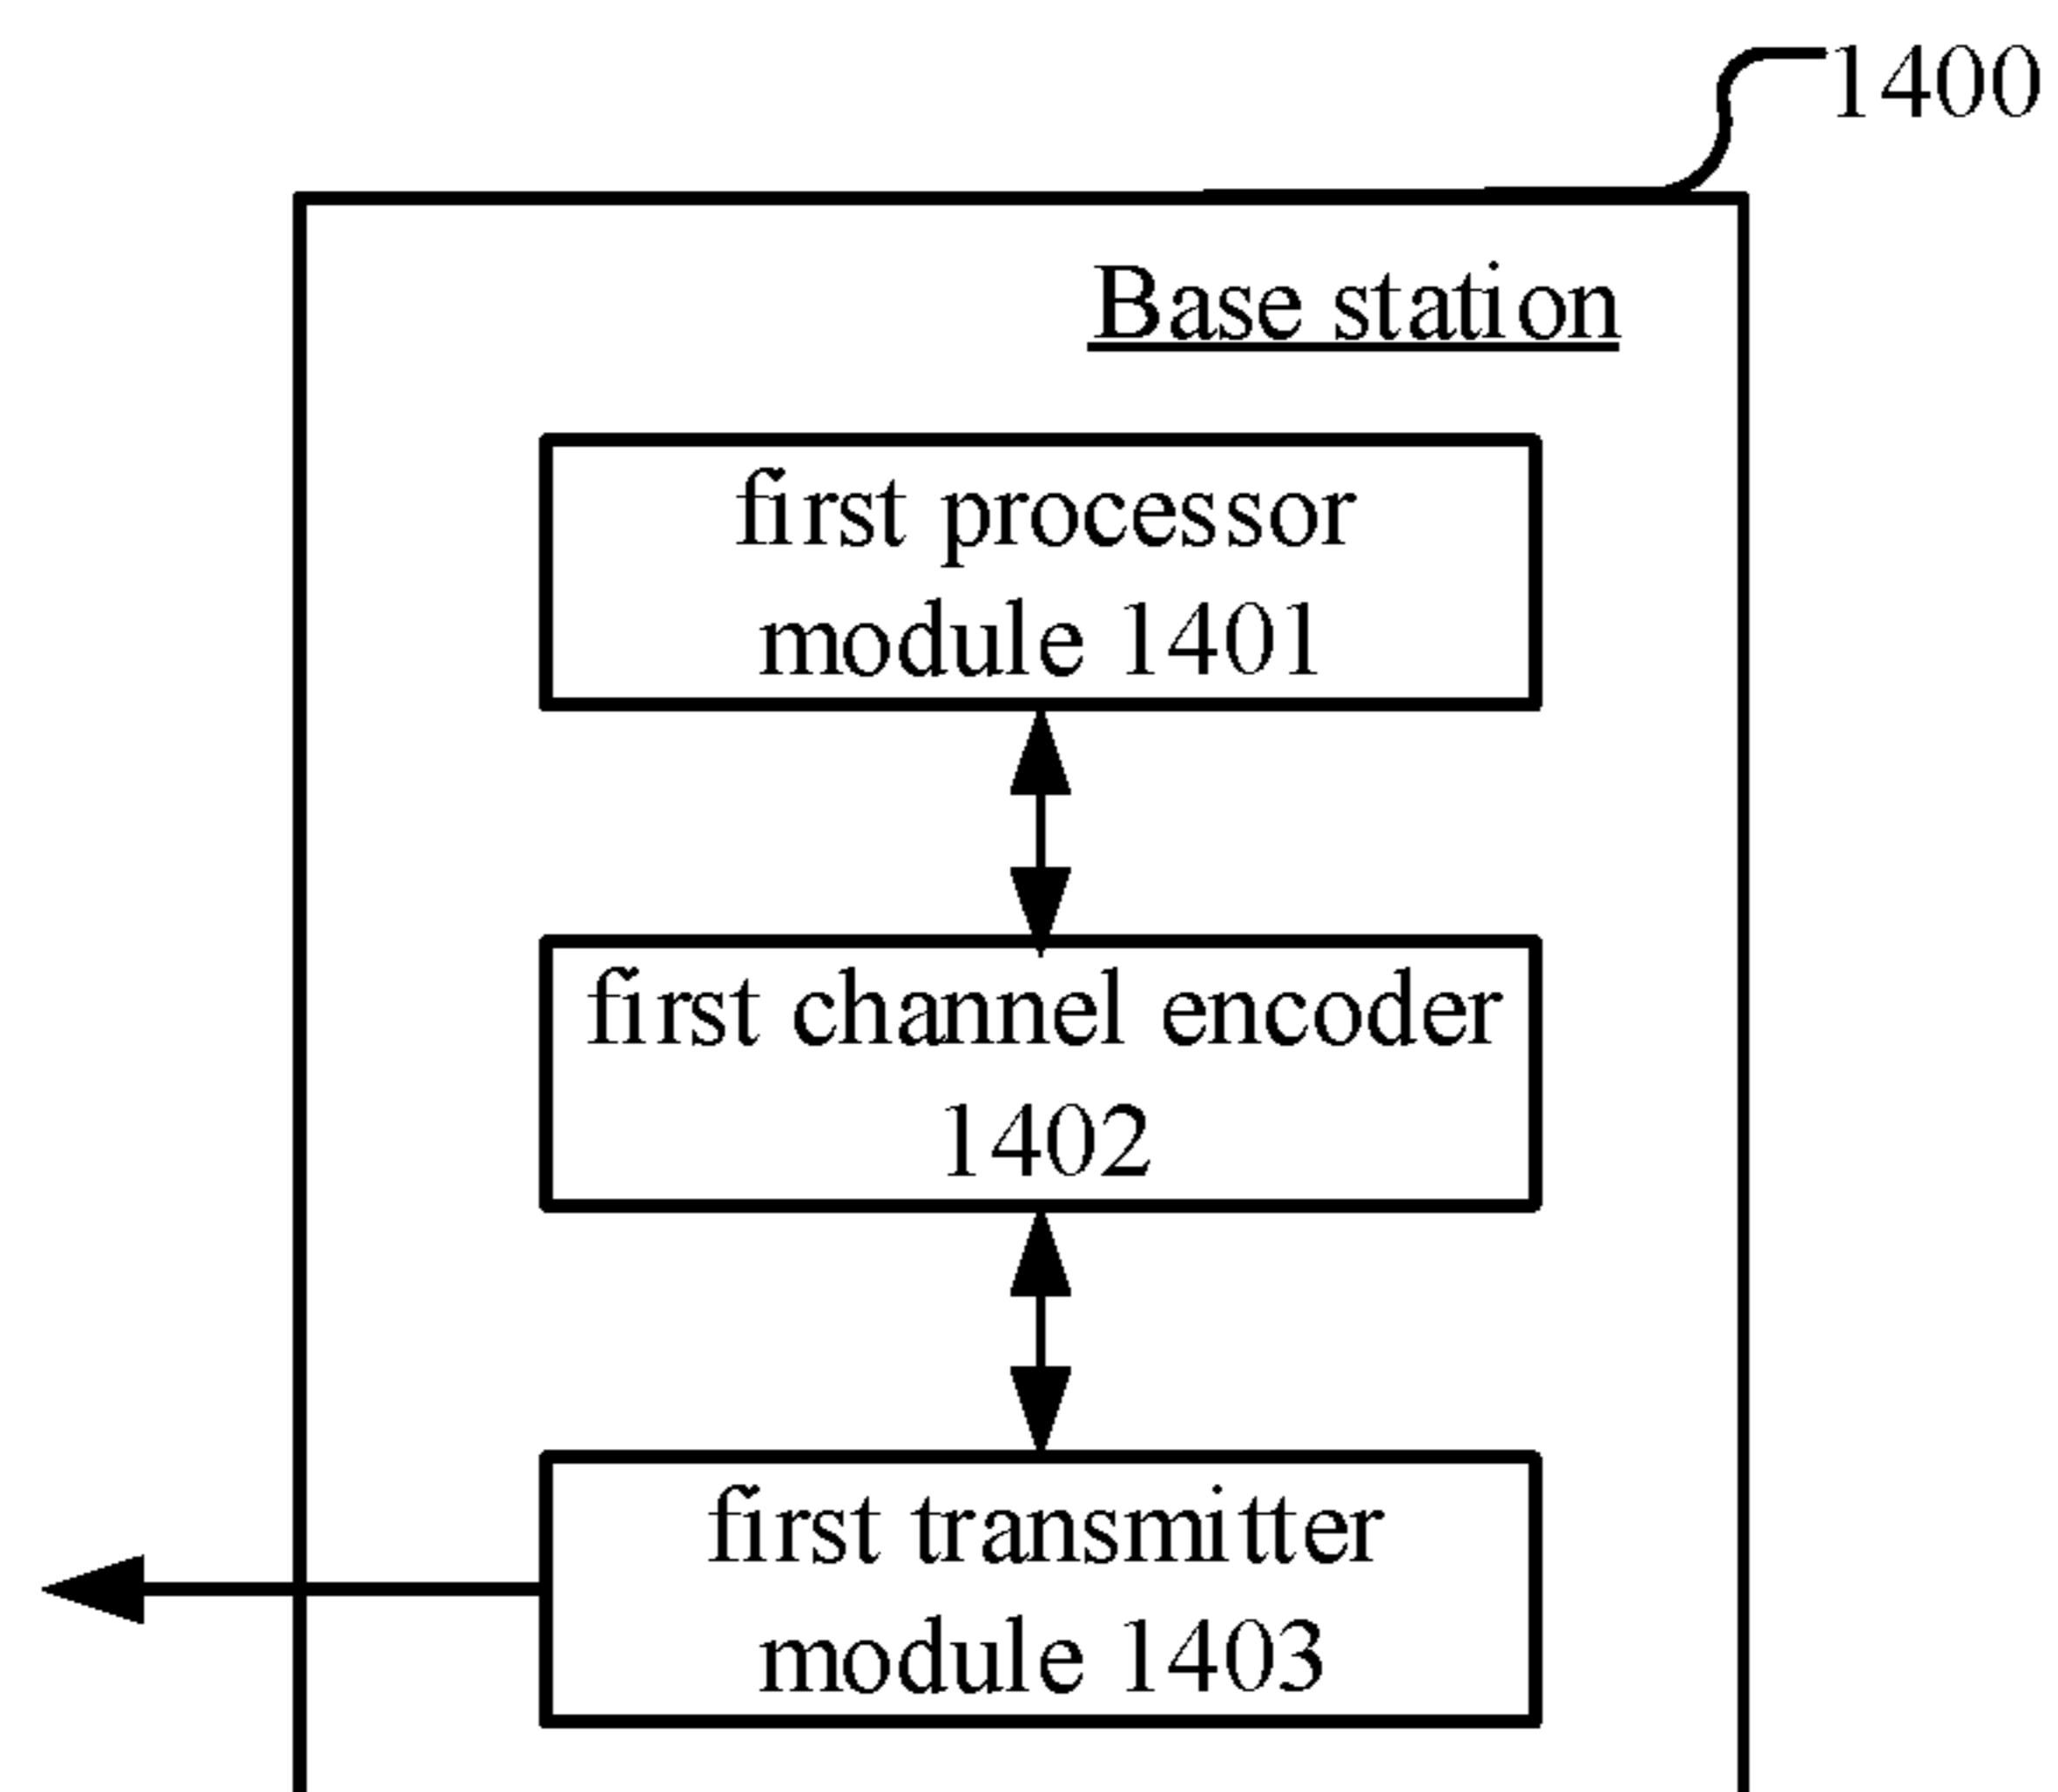 1400
Base station
first processor
module 1401
first channel encoder
1402
first transmitter
module 1403